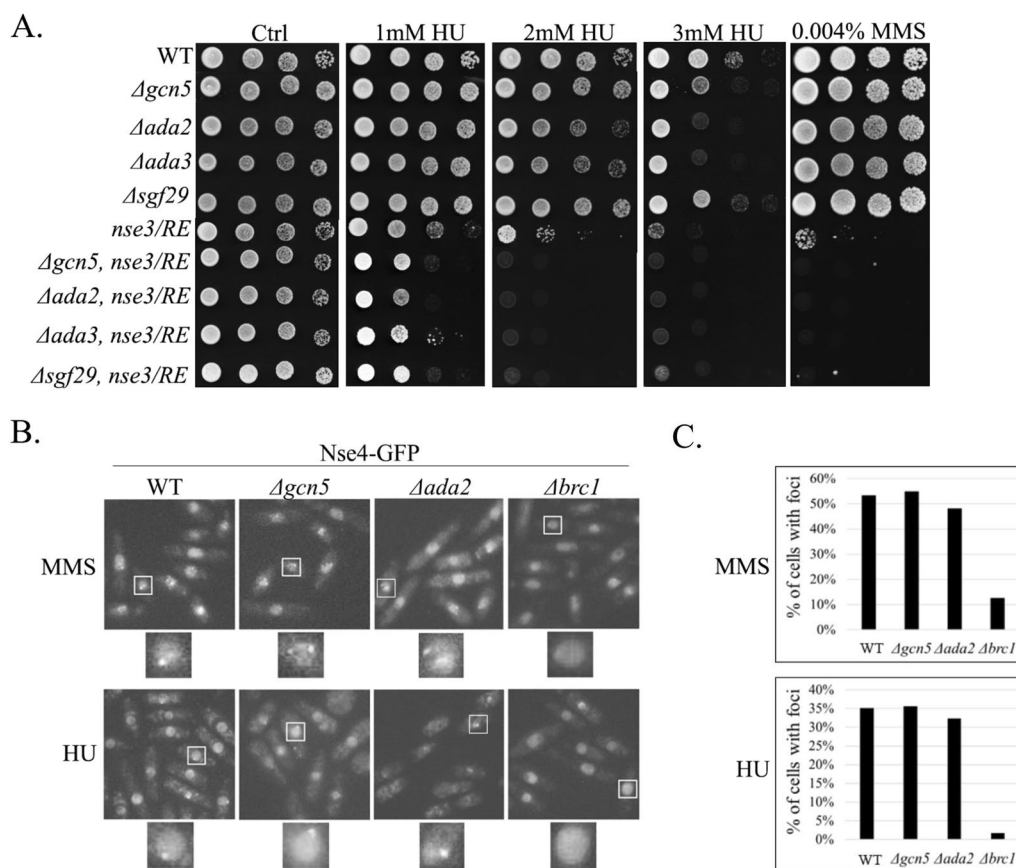 A.
Ctrl 1mM HU 2mM HU 3mM HU 0.004% MMS
WT
Δgcn5
Δada2
Δada3
Δsgf29
nse3/RE
Δgcn5, nse3/RE
Δada2, nse3/RE
Δada3, nse3/RE
Δsgf29, nse3/RE
B.
Nse4-GFP
WT Δgcn5 Δada2 Δbrc1
MMS
HU
C.
MMS
% of cells with foci
60%
50%
40%
30%
20%
10%
0%
WT Δgcn5 Δada2 Δbrc1
HU
% of cells with foci
40%
35%
30%
25%
20%
15%
10%
5%
0%
WT Δgcn5 Δada2 Δbrc1